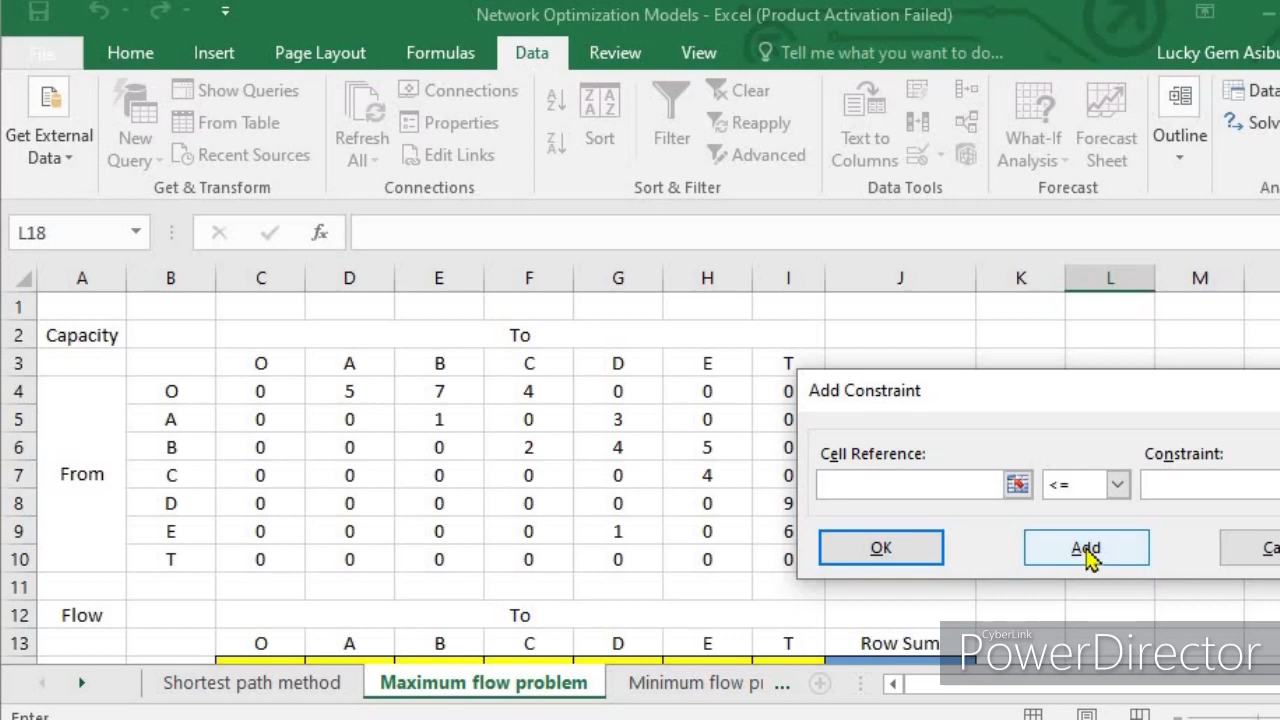 Network Optimization Models - Excel (Product Activation Failed)
File Home Insert Page Layout Formulas Data Review View Tell me what you want to do... Lucky Gem Asibu
Get External Data
New Query
Show Queries
From Table
Recent Sources
Get & Transform
Refresh All
Connections
Properties
Edit Links
Connections
Sort
Filter
Clear
Reapply
Advanced
Sort & Filter
Text to Columns
Data Tools
What-If Analysis
Forecast Sheet
Forecast
Outline
Data
Solv
An
L18 fx
A B C D E F G H I J K L M
1
2 Capacity To
3 O A B C D E T
4 O 0 5 7 4 0 0 0
5 A 0 0 1 0 3 0 0
6 B 0 0 0 2 4 5 0
7 From C 0 0 0 0 0 4 0
8 D 0 0 0 0 0 0 9
9 E 0 0 0 0 1 0 6
10 T 0 0 0 0 0 0 0
11
12 Flow To
13 O A B C D E T Row Sum
Add Constraint
Cell Reference: Constraint:
<=
OK Add Ca
CyberLink
PowerDirector
Shortest path method Maximum flow problem Minimum flow pr ...
Enter